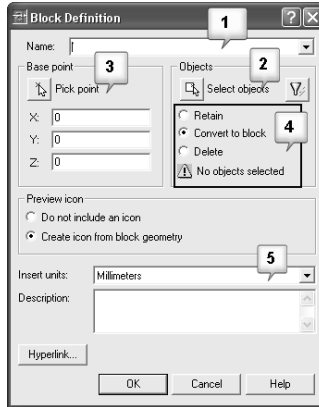 Block Definition
1
Name:
Base point
3
Pick point
X: 0
Y: 0
Z: 0
Objects
2
Select objects
Retain
4
Convert to block
Delete
No objects selected
Preview icon
Do not include an icon
Create icon from block geometry
5
Insert units: Millimeters
Description:
Hyperlink...
OK Cancel Help